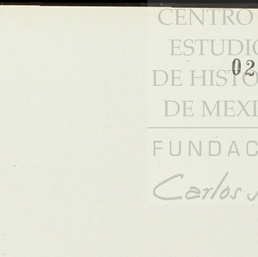 CENTRO
ESTUDIO
02
DE HISTO
DE MEXI
FUNDAC
Carlos